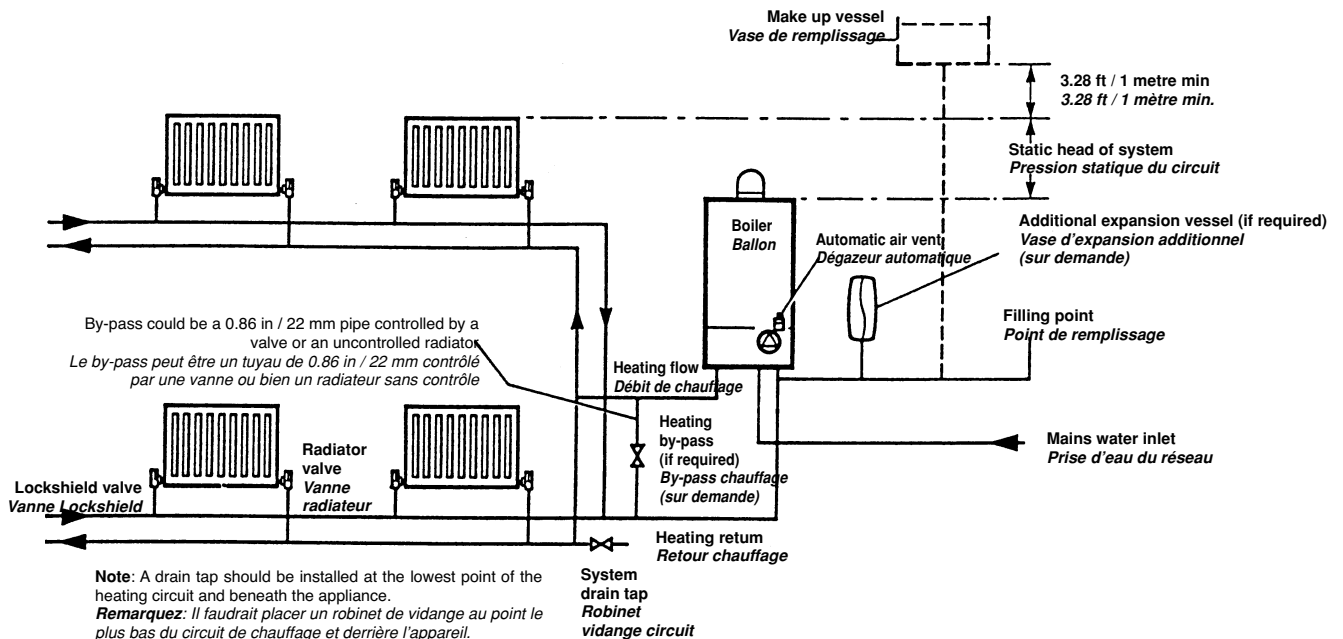 Make up vessel
Vase de remplissage
3.28 ft / 1 metre min
3.28 ft / 1 mètre min.
Static head of system
Pression statique du circuit
Additional expansion vessel (if required)
Vase d'expansion additionnel
(sur demande)
Boiler
Ballon
Automatic air vent
Dégazeur automatique
Filling point
Point de remplissage
By-pass could be a 0.86 in / 22 mm pipe controlled by a
valve or an uncontrolled radiator
Le by-pass peut être un tuyau de 0.86 in / 22 mm contrôlé
par une vanne ou bien un radiateur sans contrôle
Heating flow
Débit de chauffage
Heating
by-pass
(if required)
By-pass chauffage
(sur demande)
Mains water inlet
Prise d'eau du réseau
Radiator
valve
Vanne
radiateur
Lockshield valve
Vanne Lockshield
Heating retum
Retour chauffage
Note: A drain tap should be installed at the lowest point of the
heating circuit and beneath the appliance.
Remarquez: Il faudrait placer un robinet de vidange au point le
plus bas du circuit de chauffage et derrière l'appareil.
System
drain tap
Robinet
vidange circuit